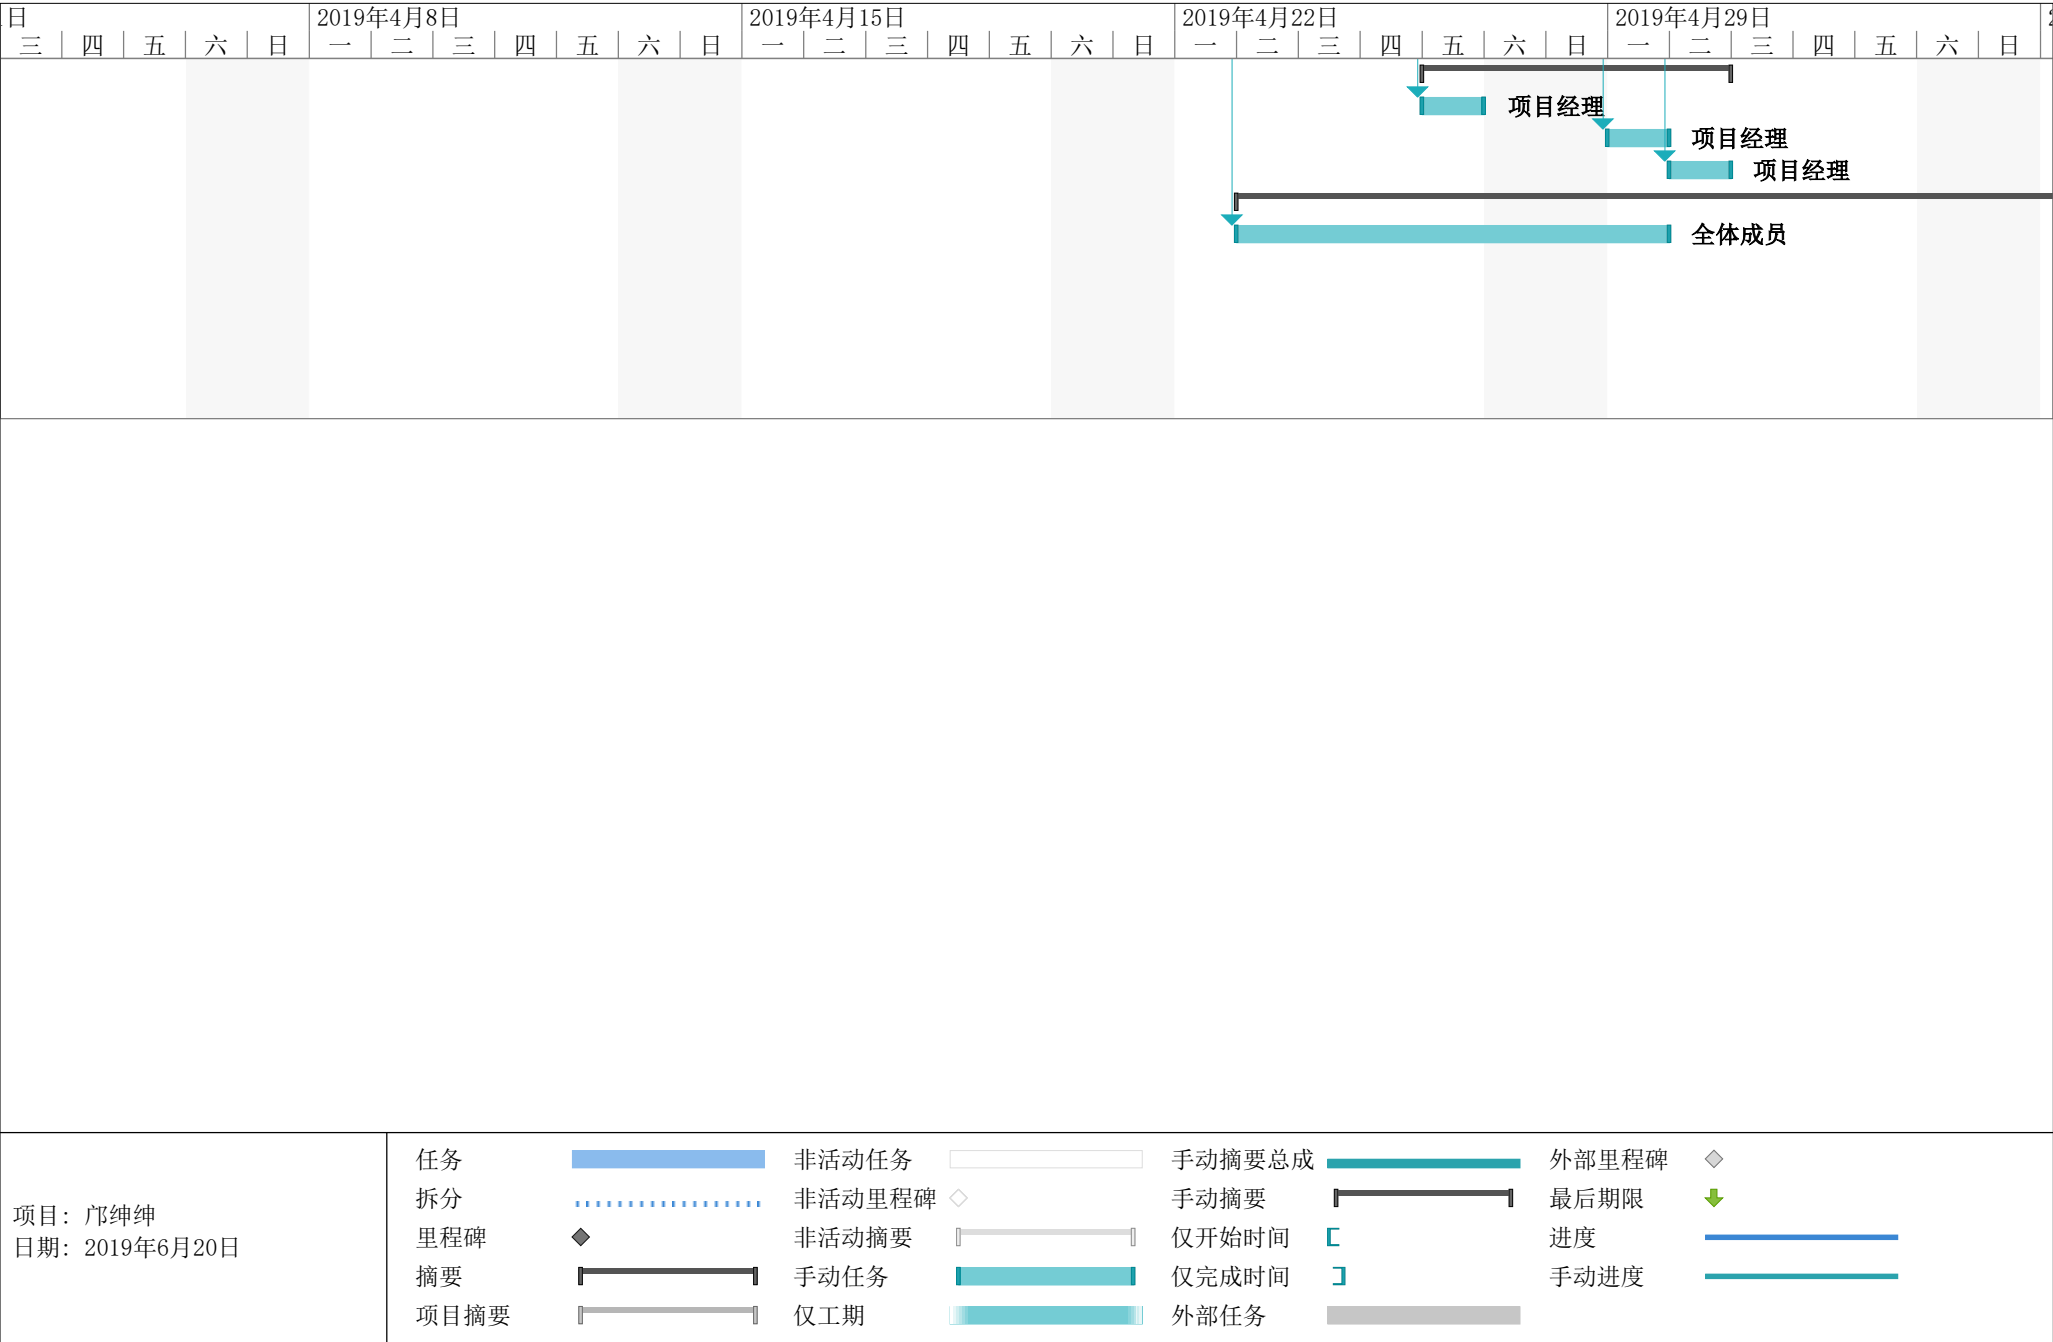 日 2019年4月8日 2019年4月15日 2019年4月22日 2019年4月29日
三 四 五 六 日 一 二 三 四 五 六 日 一 二 三 四 五 六 日 一 二 三 四 五 六 日 一 二 三 四 五 六 日
项目经理
项目经理
项目经理
全体成员
项目: 邝绅绅
日期: 2019年6月20日
任务
拆分
里程碑
摘要
项目摘要
非活动任务
非活动里程碑
非活动摘要
手动任务
仅工期
手动摘要总成
手动摘要
仅开始时间
仅完成时间
外部任务
外部里程碑
最后期限
进度
手动进度